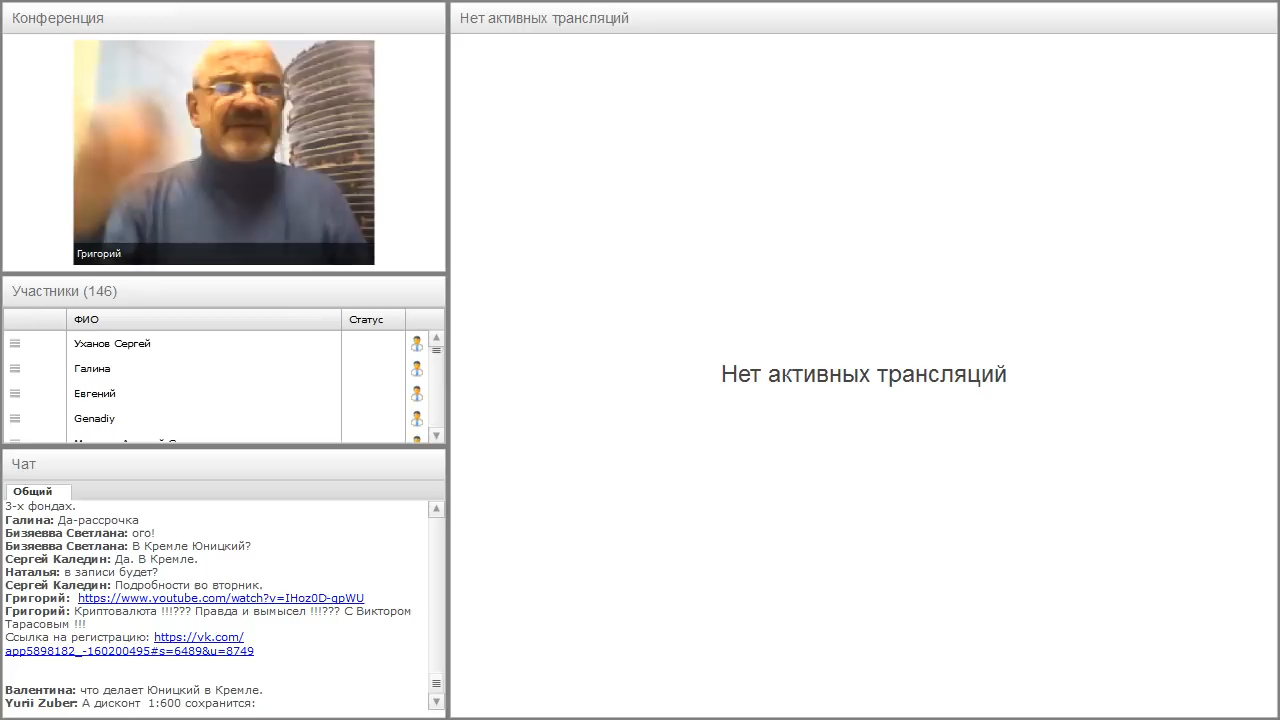 Конференция
Нет активных трансляций
Григорий
Участники (146)
ФИО
Статус
Уханов Сергей
Галина
Евгений
Genadiy
Чат
Общий
3-х фондах.
Галина: Да-рассрочка
Бизяевва Светлана: ого!
Бизяевва Светлана: В Кремле Юницкий?
Сергей Каледин: Да. В Кремле.
Наталья: в записи будет?
Сергей Каледин: Подробности во вторник.
Григорий: https://www.youtube.com/watch?v=IHoz0D-gpWU
Григорий: Криптовалюта !!!??? Правда и вымысел !!!??? С Виктором
Тарасовым !!!
Ссылка на регистрацию: https://vk.com/
app5898182_-160200495#s=6489&u=8749
Валентина: что делает Юницкий в Кремле.
Yurii Zuber: А дисконт 1:600 сохранится:
Нет активных трансляций